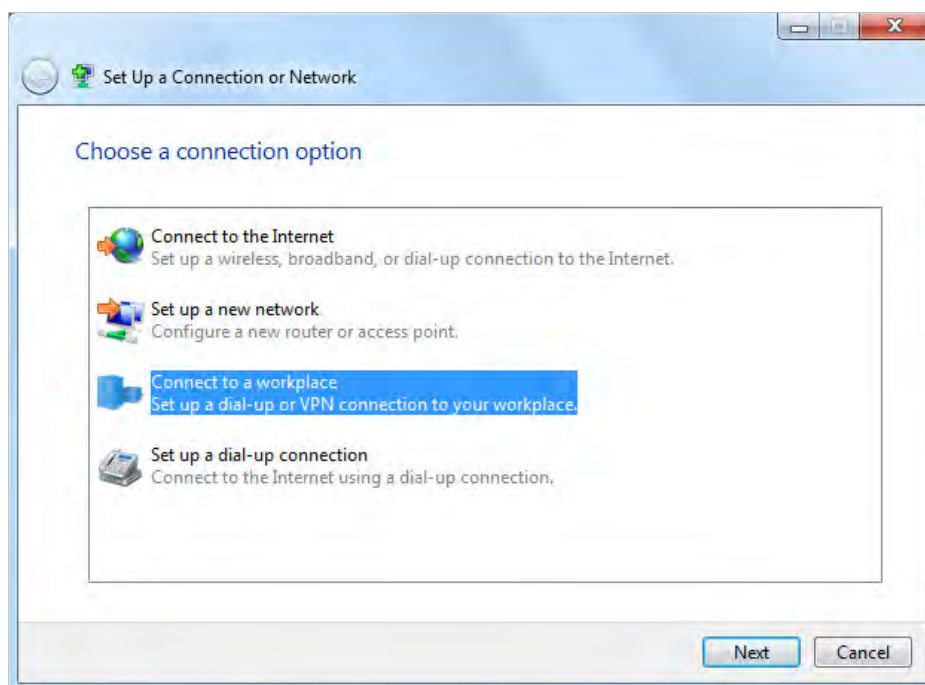 Set Up a Connection or Network
Choose a connection option
Connect to the Internet
Set up a wireless, broadband, or dial-up connection to the Internet.
Set up a new network
Configure a new router or access point.
Connect to a workplace
Set up a dial-up or VPN connection to your workplace.
Set up a dial-up connection
Connect to the Internet using a dial-up connection.
Next Cancel